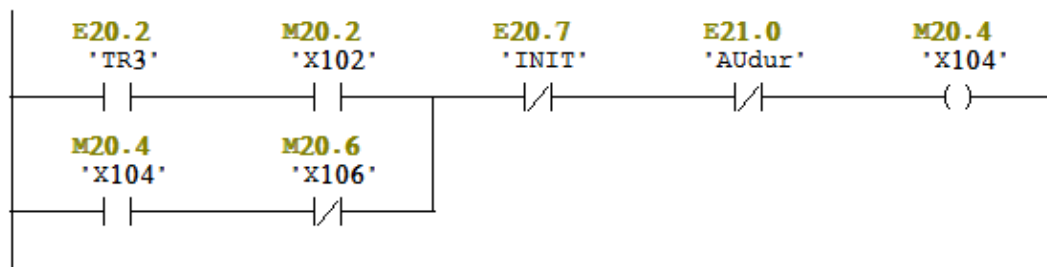 E20.2 M20.2 E20.7 E21.0 M20.4
"TR3" "X102" "INIT" "AUdur" "X104"
M20.4 M20.6
"X104" "X106"